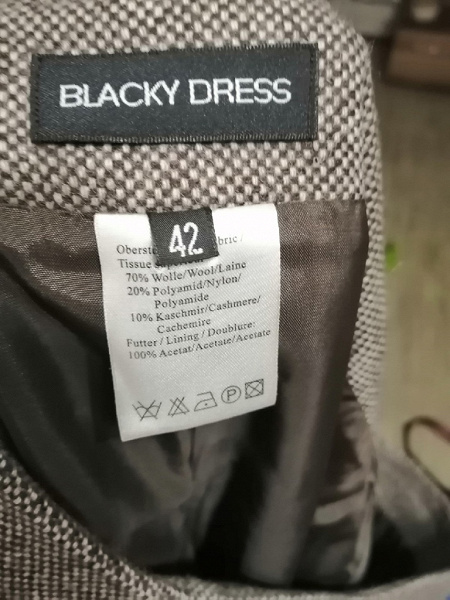 BLACKY DRESS
42
Tissue
70% Wolle/Wool/Laine
20% Polyamid/Nylon/
Polyamide
10% Kaschmir/Cashmere/
Cachemire
Futter / Lining / Doublure:
100% Acetat/Acetate/Acetate
P